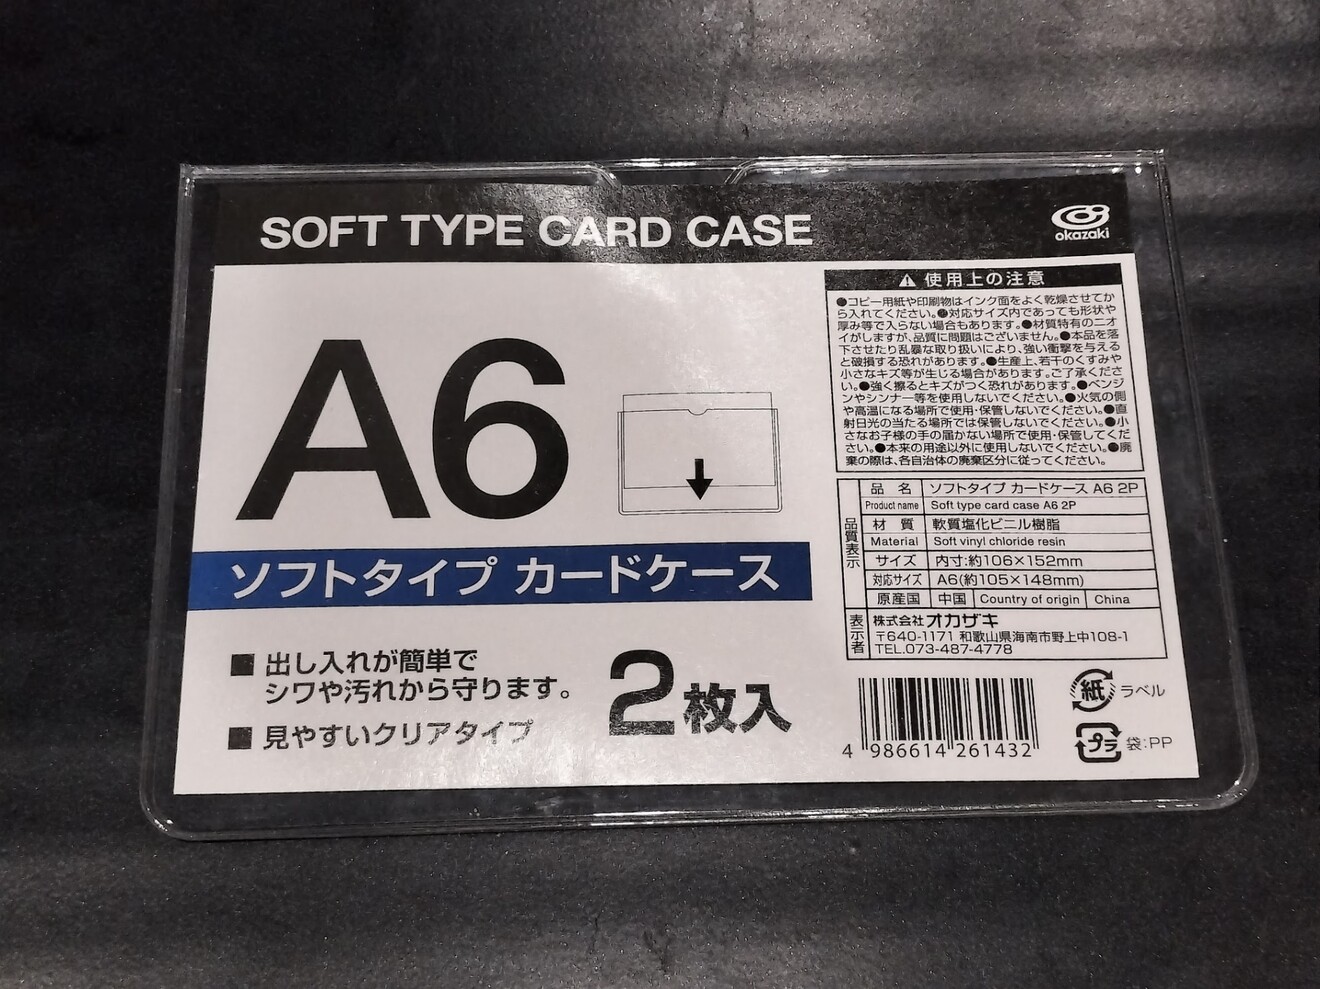 SOFT TYPE CARD CASE
okazaki
A6
ソフトタイプ カードケース
■ 出し入れが簡単で
シワや汚れから守ります。
■ 見やすいクリアタイプ
2枚入
使用上の注意
●コピー用紙や印刷物はインク面をよく乾燥させてか
ら入れてください。●対応サイズ内であっても形状や
厚み等で入らない場合もあります。●材質特有のニオ
イがしますが、品質に問題はございません。●本品を落
下させたり乱暴な取り扱いにより、強い衝撃を与える
と破損する恐れがあります。●生産上、若干のくすみや
小さなキズ等が生じる場合があります。ご了承くださ
い。●強く擦るとキズがつく恐れがあります。●ベンジ
ンやシンナー等を使用しないでください。●火気の側
や高温になる場所で使用・保管しないでください。●直
射日光の当たる場所では保管しないでください。●小
さなお子様の手の届かない場所で使用・保管してくだ
さい。●本来の用途以外に使用しないでください。●廃
棄の際は、各自治体の廃棄区分に従ってください。
品質表示
品 名 ソフトタイプ カードケース A6 2P
Product name Soft type card case A6 2P
材 質 軟質塩化ビニル樹脂
Material Soft vinyl chloride resin
サイズ 内寸:約106×152mm
対応サイズ A6(約105×148mm)
原産国 中国 Country of origin China
表示者
株式会社オカザキ
〒640-1171 和歌山県海南市野上中108-1
TEL.073-487-4778
4 986614 261432
紙 ラベル
プラ 袋:PP